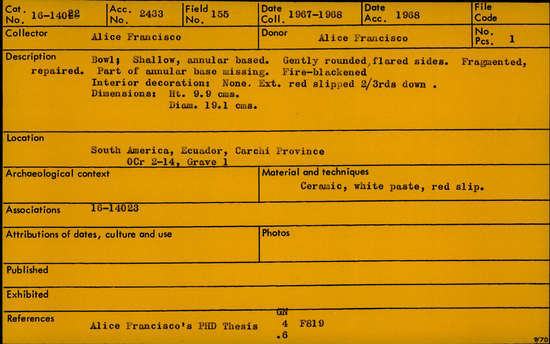 Cat. No. 16-14022 Acc. No. 2433 Field No. 155 Date Coll. 1967-1968 Date Acc. 1968 File Code
Collector Alice Francisco Donor Alice Francisco No. Pcs. 1
Description Bowl; Shallow, annular based. Gently rounded, flared sides. Fragmented,
repaired. Part of annular base missing. Fire-blackened
Interior decoration: None. Ext. red slipped 2/3rds down .
Dimensions: Ht. 9.9 cms.
Diam. 19.1 cms.
Location
South America, Ecuador, Carchi Province
OCr 2-14, Grave 1
Archaeological context Material and techniques
Ceramic, white paste, red slip.
Associations 16-14023
Attributions of dates, culture and use Photos
Published
Exhibited
References Alice Francisco's PHD Thesis GN
4 F819
.6
9/70